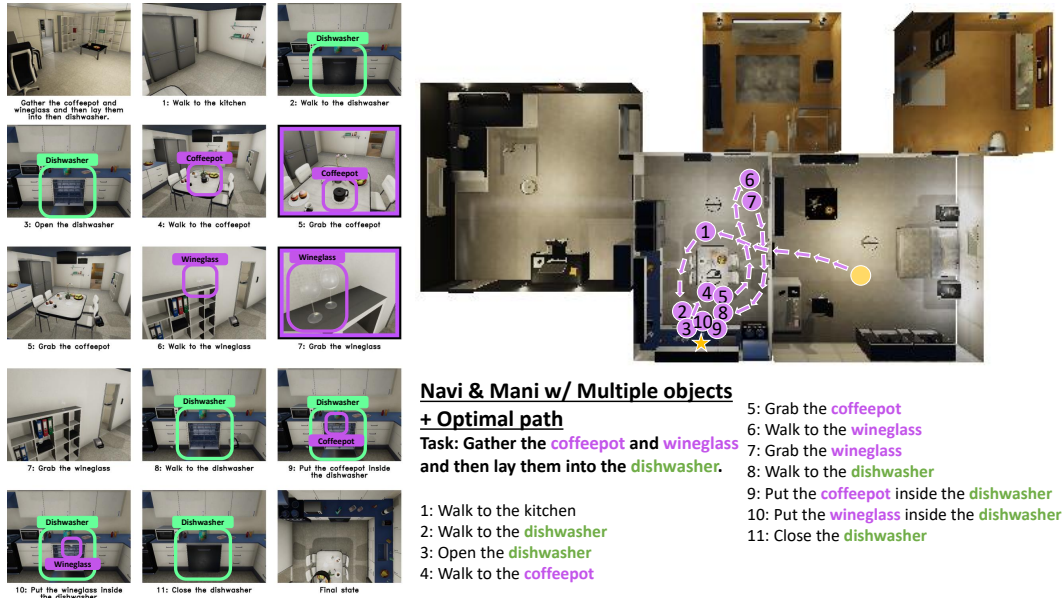 Gather the coffeepot and
wineglass and then lay them
into then dishwasher.
1: Walk to the kitchen
Dishwasher
2: Walk to the dishwasher
Dishwasher
3: Open the dishwasher
Coffeepot
4: Walk to the coffeepot
Coffeepot
5: Grab the coffeepot
5: Grab the coffeepot
Wineglass
6: Walk to the wineglass
Wineglass
7: Grab the wineglass
7: Grab the wineglass
Dishwasher
8: Walk to the dishwasher
Dishwasher
Coffeepot
9: Put the coffeepot inside
the dishwasher
Dishwasher
Wineglass
10: Put the wineglass inside
the dishwasher
Dishwasher
11: Close the dishwasher
Final state
6
7
1
4
5
2
8
3
10
9
Navi & Mani w/ Multiple objects
+ Optimal path
Task: Gather the coffeepot and wineglass
and then lay them into the dishwasher.
1: Walk to the kitchen
2: Walk to the dishwasher
3: Open the dishwasher
4: Walk to the coffeepot
5: Grab the coffeepot
6: Walk to the wineglass
7: Grab the wineglass
8: Walk to the dishwasher
9: Put the coffeepot inside the dishwasher
10: Put the wineglass inside the dishwasher
11: Close the dishwasher